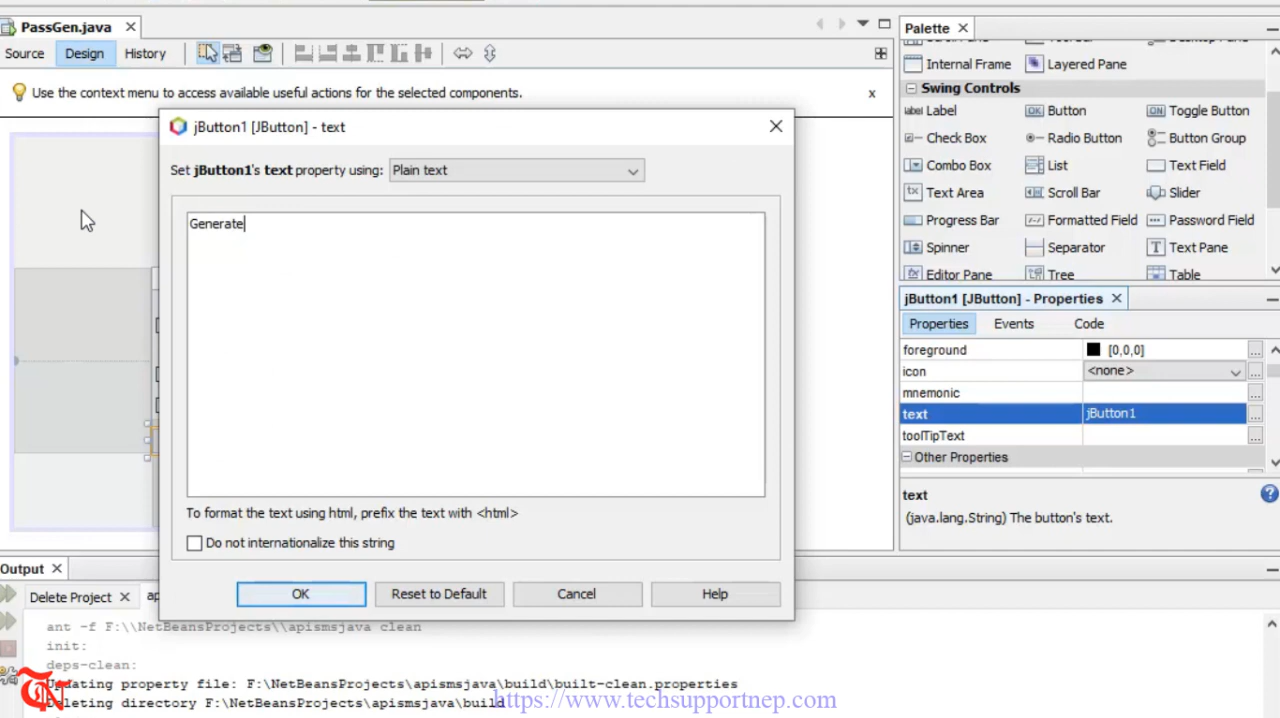 PassGen.java
Source Design History
Use the context menu to access available useful actions for the selected components. x
jButton1 [JButton] - text
Set jButton1's text property using: Plain text
Generate
To format the text using html, prefix the text with <html>
Do not internationalize this string
OK Reset to Default Cancel Help
Palette
Internal Frame Layered Pane
Swing Controls
label Label OK Button ON Toggle Button
Check Box Radio Button Button Group
Combo Box List Text Field
Text Area Scroll Bar Slider
Progress Bar Formatted Field Password Field
Spinner Separator Text Pane
Editor Pane Tree Table
jButton1 [JButton] - Properties
Properties Events Code
foreground [0,0,0] ...
icon <none> ...
mnemonic ...
text jButton1 ...
toolTipText ...
Other Properties
text
(java.lang.String) The button's text.
Output
Delete Project
ant -f F:\\NetBeansProjects\\apismsjava clean
init:
deps-clean:
Updating property file: F:\NetBeansProjects\apismsjava\build\built-clean.properties
Deleting directory F:\NetBeansProjects\apismsjava\build
https://www.techsupportnep.com